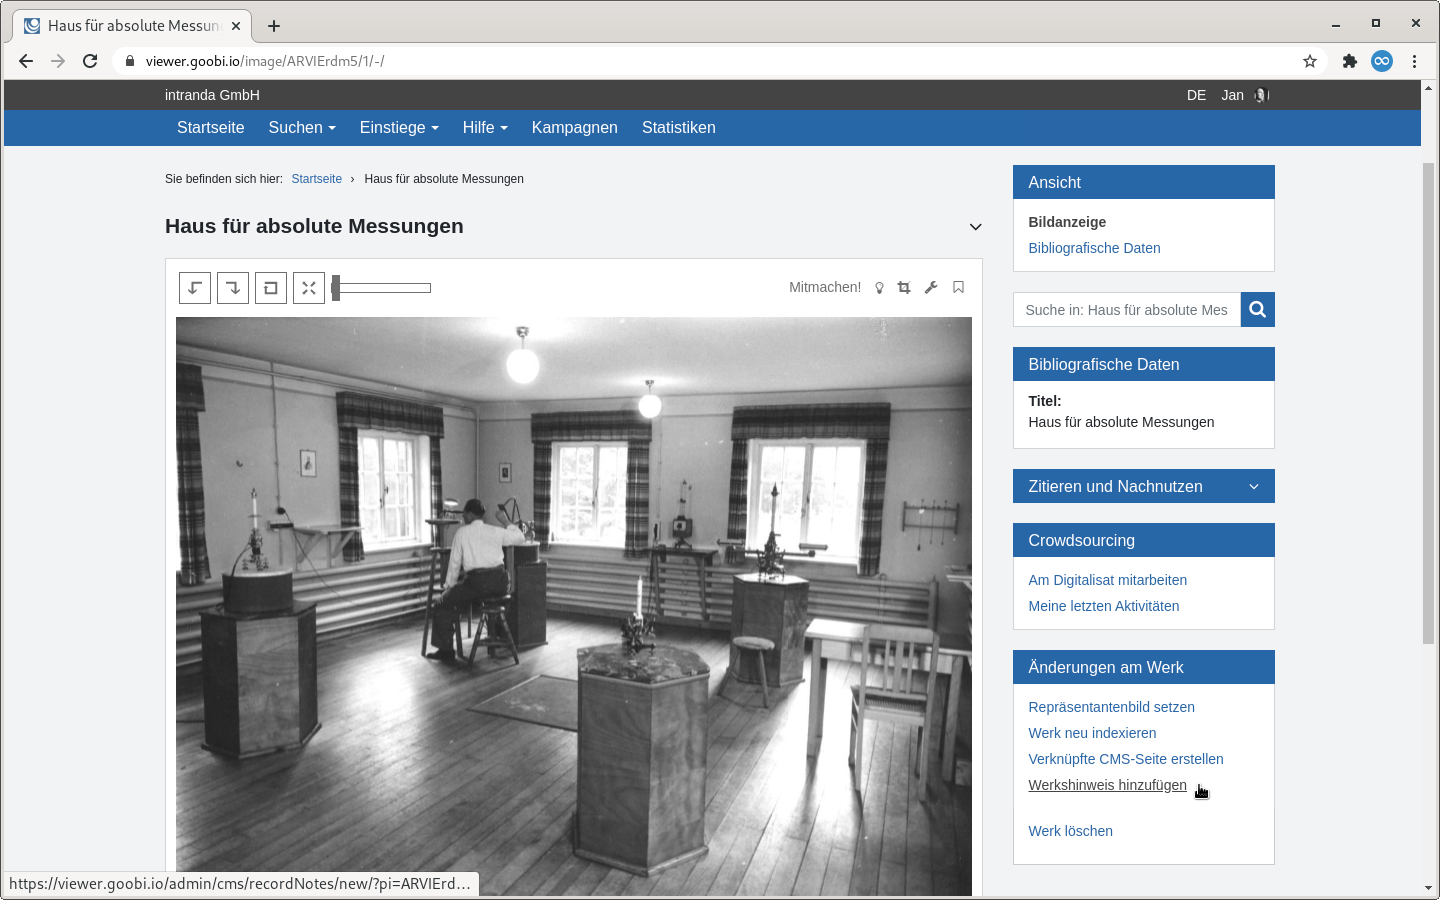 Haus für absolute Messun
viewer.goobi.io/image/ARVIErdm5/1/-/
intranda GmbH
DE Jan
Startseite Suchen Einstiege Hilfe Kampagnen Statistiken
Sie befinden sich hier: Startseite › Haus für absolute Messungen
Haus für absolute Messungen
Mitmachen!
Ansicht
Bildanzeige
Bibliografische Daten
Suche in: Haus für absolute Mes
Bibliografische Daten
Titel:
Haus für absolute Messungen
Zitieren und Nachnutzen
Crowdsourcing
Am Digitalisat mitarbeiten
Meine letzten Aktivitäten
Änderungen am Werk
Repräsentantenbild setzen
Werk neu indexieren
Verknüpfte CMS-Seite erstellen
Werkshinweis hinzufügen
Werk löschen
https://viewer.goobi.io/admin/cms/recordNotes/new/?pi=ARVIErd…